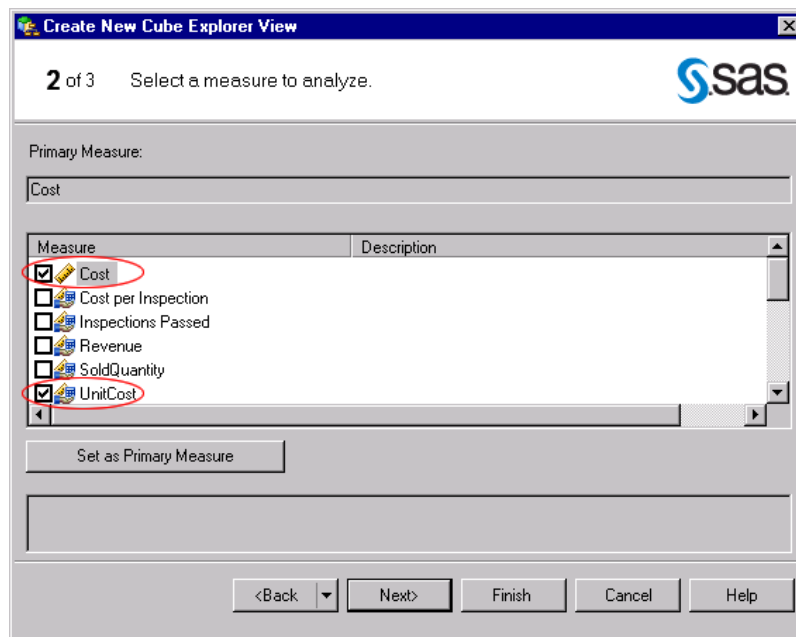 Create New Cube Explorer View
2 of 3 Select a measure to analyze.
sas.
Primary Measure:
Cost
Measure Description
Cost
Cost per Inspection
Inspections Passed
Revenue
SoldQuantity
UnitCost
Set as Primary Measure
<Back Next> Finish Cancel Help